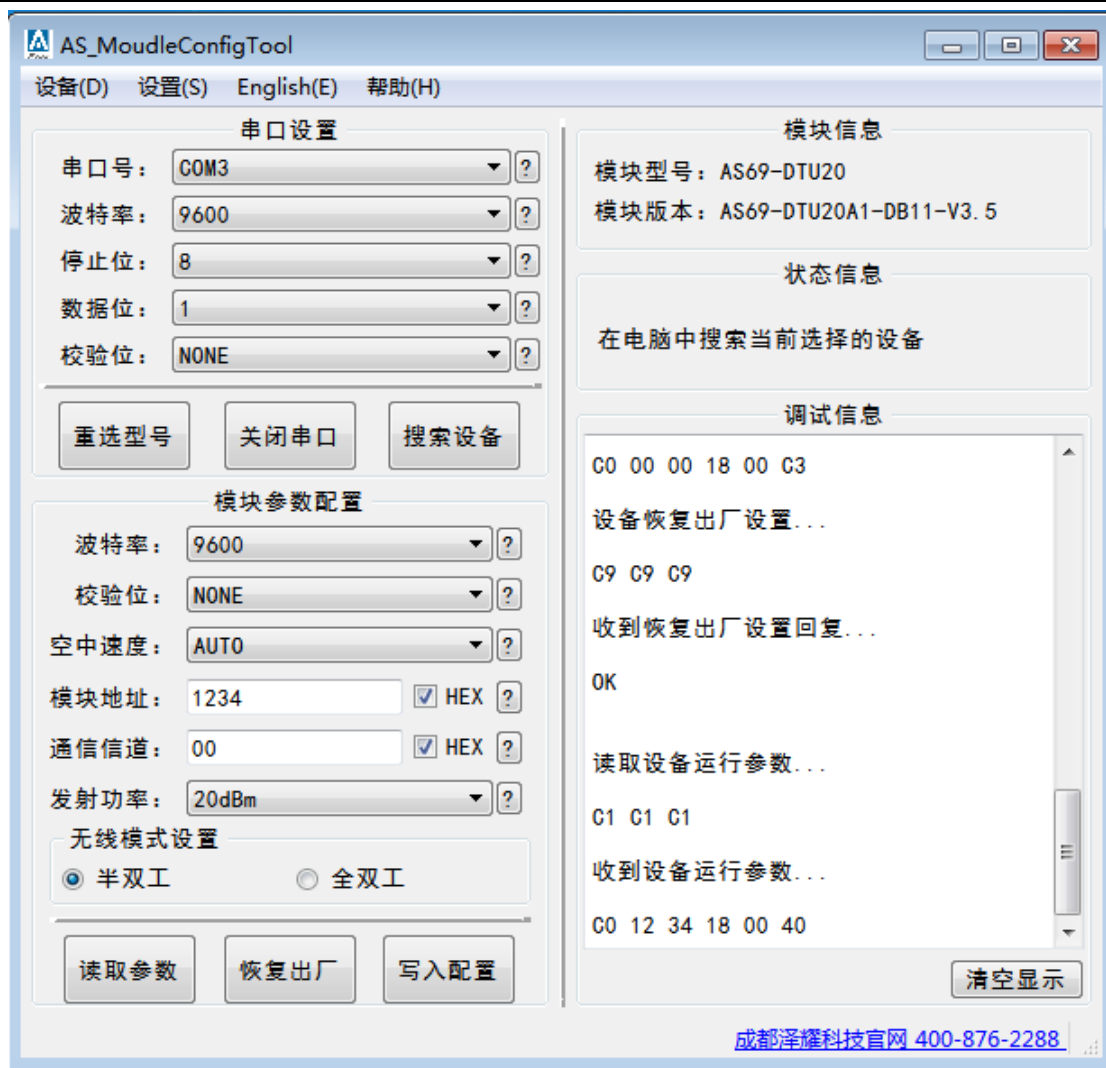 AS_MoudleConfigTool
设备(D) 设置(S) English(E) 帮助(H)
串口设置
串口号： COM3 ?
波特率： 9600 ?
停止位： 8 ?
数据位： 1 ?
校验位： NONE ?
重选型号 关闭串口 搜索设备
模块参数配置
波特率： 9600 ?
校验位： NONE ?
空中速度： AUTO ?
模块地址： 1234 HEX ?
通信信道： 00 HEX ?
发射功率： 20dBm ?
无线模式设置
半双工 全双工
读取参数 恢复出厂 写入配置
模块信息
模块型号：AS69-DTU20
模块版本：AS69-DTU20A1-DB11-V3.5
状态信息
在电脑中搜索当前选择的设备
调试信息
C0 00 00 18 00 C3
设备恢复出厂设置...
C9 C9 C9
收到恢复出厂设置回复...
OK
读取设备运行参数...
C1 C1 C1
收到设备运行参数...
C0 12 34 18 00 40
清空显示
成都泽耀科技官网 400-876-2288